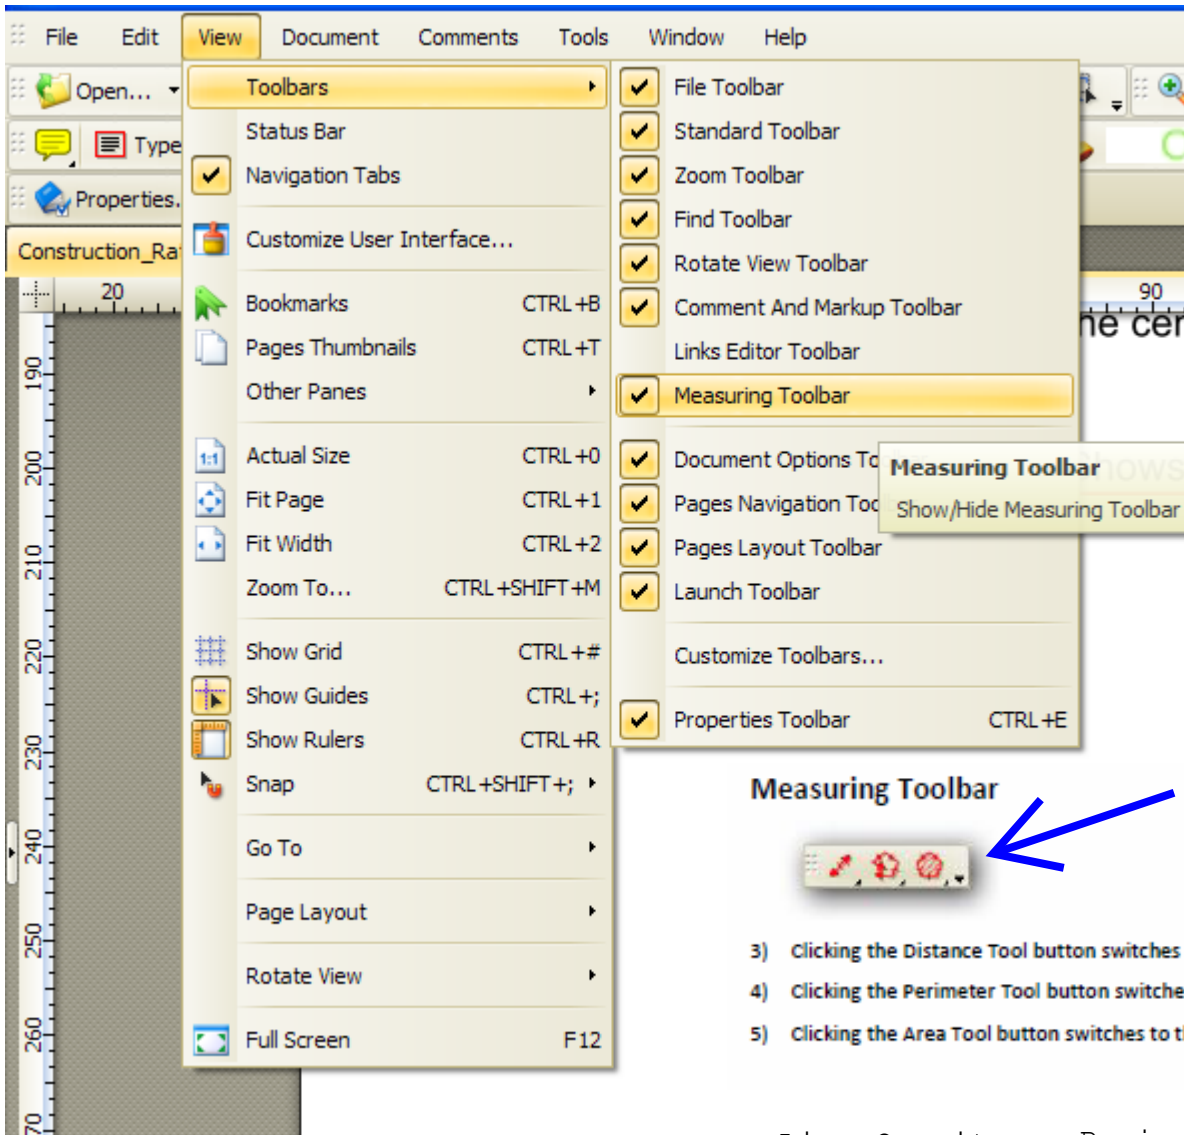 File Edit View Document Comments Tools Window Help
Open...
Type
Properties.
Construction_Ra
Toolbars
Status Bar
Navigation Tabs
Customize User Interface...
Bookmarks CTRL+B
Pages Thumbnails CTRL+T
Other Panes
Actual Size CTRL+0
Fit Page CTRL+1
Fit Width CTRL+2
Zoom To... CTRL+SHIFT+M
Show Grid CTRL+#
Show Guides CTRL+;
Show Rulers CTRL+R
Snap CTRL+SHIFT+;
Go To
Page Layout
Rotate View
Full Screen F12
File Toolbar
Standard Toolbar
Zoom Toolbar
Find Toolbar
Rotate View Toolbar
Comment And Markup Toolbar
Links Editor Toolbar
Measuring Toolbar
Document Options To
Pages Navigation Too
Pages Layout Toolbar
Launch Toolbar
Customize Toolbars...
Properties Toolbar CTRL+E
Measuring Toolbar
Show/Hide Measuring Toolbar
20
90
190
200
210
220
230
240
250
260
70
he cer
hows
1:1
Measuring Toolbar
3) Clicking the Distance Tool button switches
4) Clicking the Perimeter Tool button switche
5) Clicking the Area Tool button switches to t